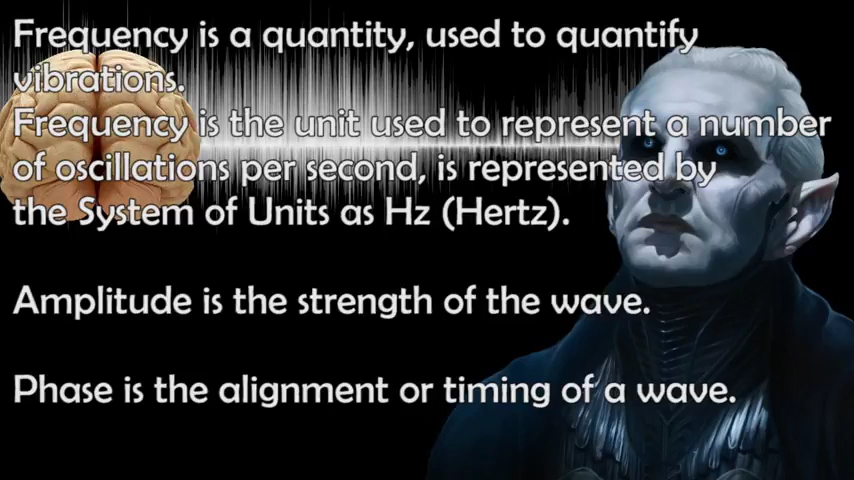 Frequency is a quantity, used to quantify
vibrations.
Frequency is the unit used to represent a number
of oscillations per second, is represented by
the System of Units as Hz (Hertz).
Amplitude is the strength of the wave.
Phase is the alignment or timing of a wave.